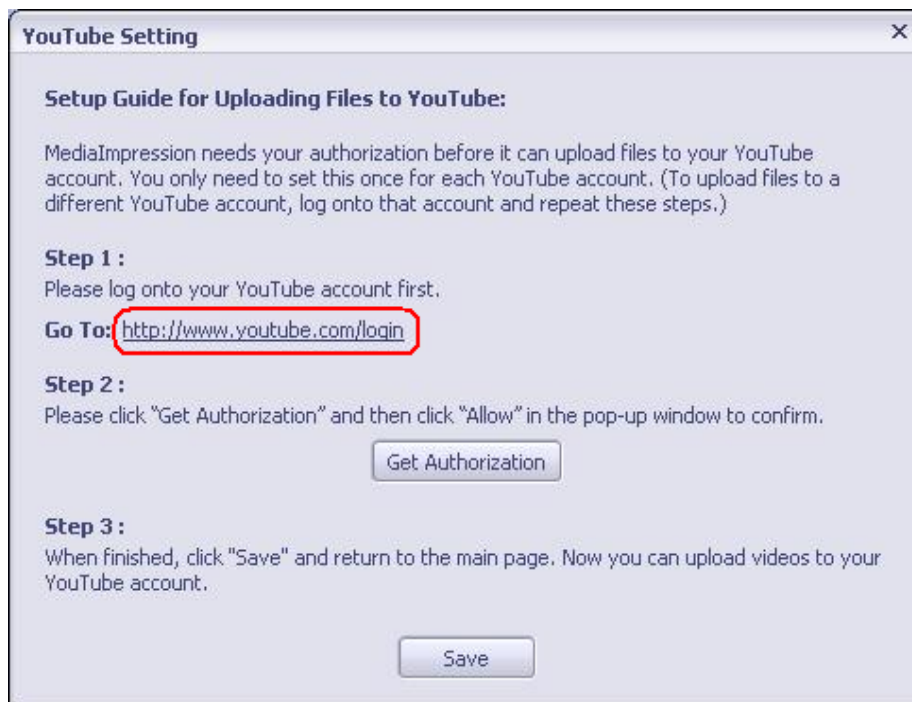 YouTube Setting
Setup Guide for Uploading Files to YouTube:
MediaImpression needs your authorization before it can upload files to your YouTube
account. You only need to set this once for each YouTube account. (To upload files to a
different YouTube account, log onto that account and repeat these steps.)
Step 1 :
Please log onto your YouTube account first.
Go To: http://www.youtube.com/login
Step 2 :
Please click “Get Authorization” and then click “Allow” in the pop-up window to confirm.
Get Authorization
Step 3 :
When finished, click "Save" and return to the main page. Now you can upload videos to your
YouTube account.
Save